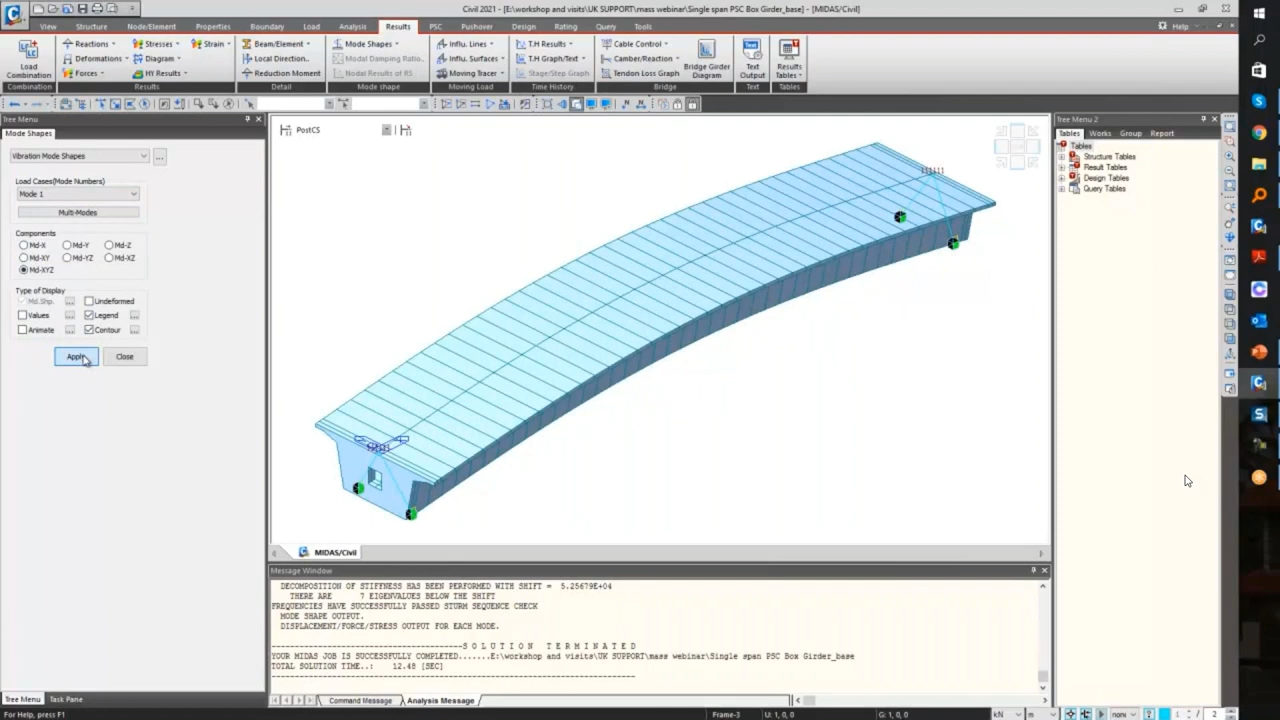 Civil 2021 - [E:\workshop and visits\UK SUPPORT\mass webinar\Single span PSC Box Girder_base] - [MIDAS/Civil]
View Structure Node/Element Properties Boundary Load Analysis Results PSC Pushover Design Rating Query Tools Help
Load Combination
Reactions
Deformations
Forces
Stresses
Diagram
HY Results
Strain
Beam/Element
Local Direction..
Reduction Moment
Mode Shapes
Modal Damping Ratio..
Nodal Results of RS
Influ. Lines
Influ. Surfaces
Moving Tracer
T.H Results
T.H Graph/Text
Stage/Step Graph
Cable Control
Camber/Reaction
Tendon Loss Graph
Bridge Girder Diagram
Text Output
Results Tables
Combination Results Detail Mode shape Moving Load Time History Bridge Text Tables
Tree Menu
Mode Shapes
Vibration Mode Shapes ...
Load Cases(Mode Numbers)
Mode 1
Multi-Modes
Components
Md-X Md-Y Md-Z
Md-XY Md-YZ Md-XZ
Md-XYZ
Type of Display
Md.Shp. ... Undeformed
Values ... Legend ...
Animate ... Contour ...
Apply Close
PostCS
MIDAS/Civil
Message Window
DECOMPOSITION OF STIFFNESS HAS BEEN PERFORMED WITH SHIFT = 5.25679E+04
THERE ARE 7 EIGENVALUES BELOW THE SHIFT
FREQUENCIES HAVE SUCCESSFULLY PASSED STURM SEQUENCE CHECK
MODE SHAPE OUTPUT.
DISPLACEMENT/FORCE/STRESS OUTPUT FOR EACH MODE.
-----------------------------------------S O L U T I O N   T E R M I N A T E D
YOUR MIDAS JOB IS SUCCESSFULLY COMPLETED.......E:\workshop and visits\UK SUPPORT\mass webinar\Single span PSC Box Girder_base
TOTAL SOLUTION TIME..: 12.48 [SEC]
Command Message Analysis Message
Tree Menu 2
Tables Works Group Report
Tables
Structure Tables
Result Tables
Design Tables
Query Tables
Tree Menu Task Pane
For Help, press F1 Frame-3 U: 1, 0, 0 G: 1, 0, 0 kN m none ? 1 / 2